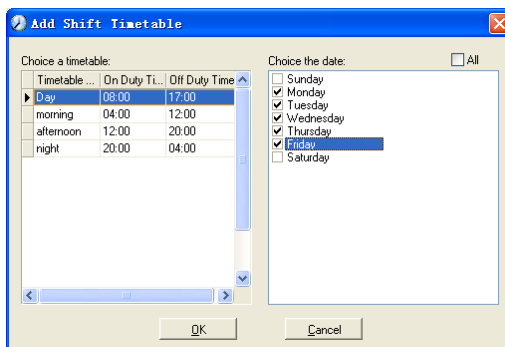 Add Shift Timetable
Choice a timetable:
Choice the date:
All
Timetable ... On Duty Ti... Off Duty Time
Day 08:00 17:00
morning 04:00 12:00
afternoon 12:00 20:00
night 20:00 04:00
Sunday
Monday
Tuesday
Wednesday
Thursday
Friday
Saturday
OK
Cancel